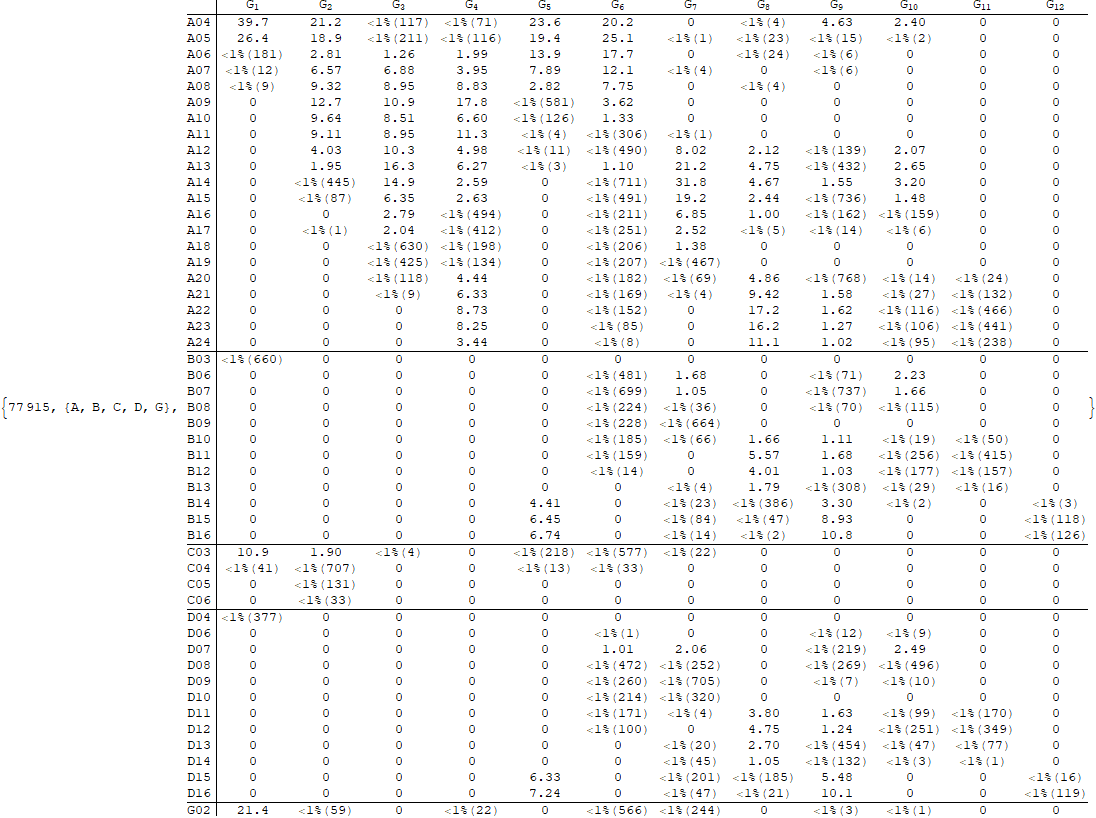 G1 G2 G3 G4 G5 G6 G7 G8 G9 G10 G11 G12
A04 39.7 21.2 <1%(117) <1%(71) 23.6 20.2 0 <1%(4) 4.63 2.40 0 0
A05 26.4 18.9 <1%(211) <1%(116) 19.4 25.1 <1%(1) <1%(23) <1%(15) <1%(2) 0 0
A06 <1%(181) 2.81 1.26 1.99 13.9 17.7 0 <1%(24) <1%(6) 0 0 0
A07 <1%(12) 6.57 6.88 3.95 7.89 12.1 <1%(4) 0 <1%(6) 0 0 0
A08 <1%(9) 9.32 8.95 8.83 2.82 7.75 0 <1%(4) 0 0 0 0
A09 0 12.7 10.9 17.8 <1%(581) 3.62 0 0 0 0 0 0
A10 0 9.64 8.51 6.60 <1%(126) 1.33 0 0 0 0 0 0
A11 0 9.11 8.95 11.3 <1%(4) <1%(306) <1%(1) 0 0 0 0 0
A12 0 4.03 10.3 4.98 <1%(11) <1%(490) 8.02 2.12 <1%(139) 2.07 0 0
A13 0 1.95 16.3 6.27 <1%(3) 1.10 21.2 4.75 <1%(432) 2.65 0 0
A14 0 <1%(445) 14.9 2.59 0 <1%(711) 31.8 4.67 1.55 3.20 0 0
A15 0 <1%(87) 6.35 2.63 0 <1%(491) 19.2 2.44 <1%(736) 1.48 0 0
A16 0 0 2.79 <1%(494) 0 <1%(211) 6.85 1.00 <1%(162) <1%(159) 0 0
A17 0 <1%(1) 2.04 <1%(412) 0 <1%(251) 2.52 <1%(5) <1%(14) <1%(6) 0 0
A18 0 0 <1%(630) <1%(198) 0 <1%(206) 1.38 0 0 0 0 0
A19 0 0 <1%(425) <1%(134) 0 <1%(207) <1%(467) 0 0 0 0 0
A20 0 0 <1%(118) 4.44 0 <1%(182) <1%(69) 4.86 <1%(768) <1%(14) <1%(24) 0
A21 0 0 <1%(9) 6.33 0 <1%(169) <1%(4) 9.42 1.58 <1%(27) <1%(132) 0
A22 0 0 0 8.73 0 <1%(152) 0 17.2 1.62 <1%(116) <1%(466) 0
A23 0 0 0 8.25 0 <1%(85) 0 16.2 1.27 <1%(106) <1%(441) 0
A24 0 0 0 3.44 0 <1%(8) 0 11.1 1.02 <1%(95) <1%(238) 0
B03 <1%(660) 0 0 0 0 0 0 0 0 0 0 0
B06 0 0 0 0 0 <1%(481) 1.68 0 <1%(71) 2.23 0 0
B07 0 0 0 0 0 <1%(699) 1.05 0 <1%(737) 1.66 0 0
{77915, {A, B, C, D, G}, B08 0 0 0 0 0 <1%(224) <1%(36) 0 <1%(70) <1%(115) 0 0 }
B09 0 0 0 0 0 <1%(228) <1%(664) 0 0 0 0 0
B10 0 0 0 0 0 <1%(185) <1%(66) 1.66 1.11 <1%(19) <1%(50) 0
B11 0 0 0 0 0 <1%(159) 0 5.57 1.68 <1%(256) <1%(415) 0
B12 0 0 0 0 0 <1%(14) 0 4.01 1.03 <1%(177) <1%(157) 0
B13 0 0 0 0 0 0 <1%(4) 1.79 <1%(308) <1%(29) <1%(16) 0
B14 0 0 0 0 4.41 0 <1%(23) <1%(386) 3.30 <1%(2) 0 <1%(3)
B15 0 0 0 0 6.45 0 <1%(84) <1%(47) 8.93 0 0 <1%(118)
B16 0 0 0 0 6.74 0 <1%(14) <1%(2) 10.8 0 0 <1%(126)
C03 10.9 1.90 <1%(4) 0 <1%(218) <1%(577) <1%(22) 0 0 0 0 0
C04 <1%(41) <1%(707) 0 0 <1%(13) <1%(33) 0 0 0 0 0 0
C05 0 <1%(131) 0 0 0 0 0 0 0 0 0 0
C06 0 <1%(33) 0 0 0 0 0 0 0 0 0 0
D04 <1%(377) 0 0 0 0 0 0 0 0 0 0 0
D06 0 0 0 0 0 <1%(1) 0 0 <1%(12) <1%(9) 0 0
D07 0 0 0 0 0 1.01 2.06 0 <1%(219) 2.49 0 0
D08 0 0 0 0 0 <1%(472) <1%(252) 0 <1%(269) <1%(496) 0 0
D09 0 0 0 0 0 <1%(260) <1%(705) 0 <1%(7) <1%(10) 0 0
D10 0 0 0 0 0 <1%(214) <1%(320) 0 0 0 0 0
D11 0 0 0 0 0 <1%(171) <1%(4) 3.80 1.63 <1%(99) <1%(170) 0
D12 0 0 0 0 0 <1%(100) 0 4.75 1.24 <1%(251) <1%(349) 0
D13 0 0 0 0 0 0 <1%(20) 2.70 <1%(454) <1%(47) <1%(77) 0
D14 0 0 0 0 0 0 <1%(45) 1.05 <1%(132) <1%(3) <1%(1) 0
D15 0 0 0 0 6.33 0 <1%(201) <1%(185) 5.48 0 0 <1%(16)
D16 0 0 0 0 7.24 0 <1%(47) <1%(21) 10.1 0 0 <1%(119)
G02 21.4 <1%(59) 0 <1%(22) 0 <1%(566) <1%(244) 0 <1%(3) <1%(1) 0 0